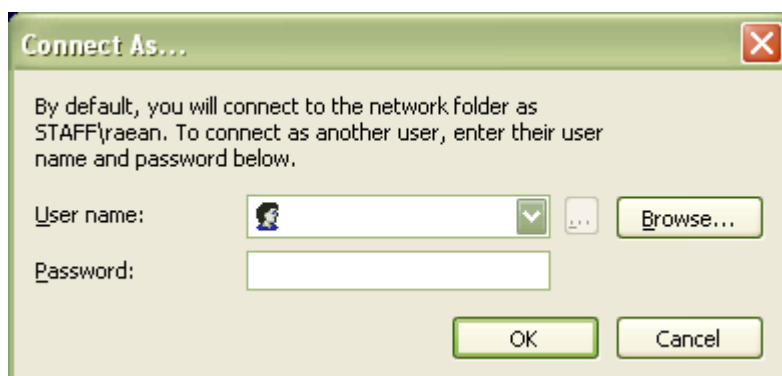 Connect As...
By default, you will connect to the network folder as
STAFF\raean. To connect as another user, enter their user
name and password below.
User name:
... Browse...
Password:
OK Cancel